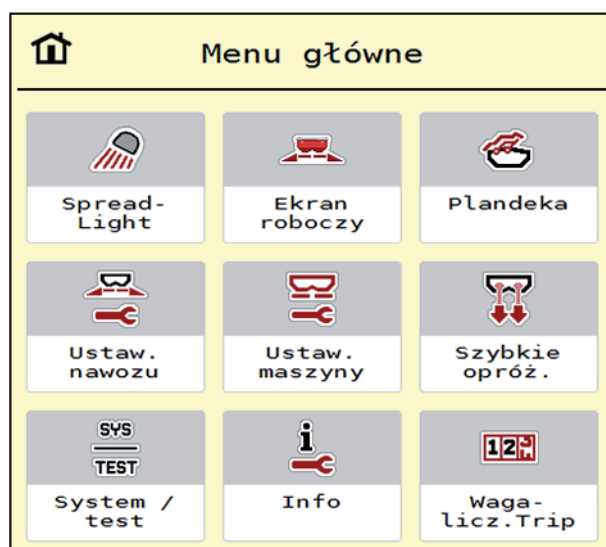 Menu główne
Spread-
Light
Ekran
roboczy
Plandeka
Ustaw.
nawozu
Ustaw.
maszyny
Szybkie
opróż.
SYS
TEST
System /
test
Info
123
Waga-
licz.Trip